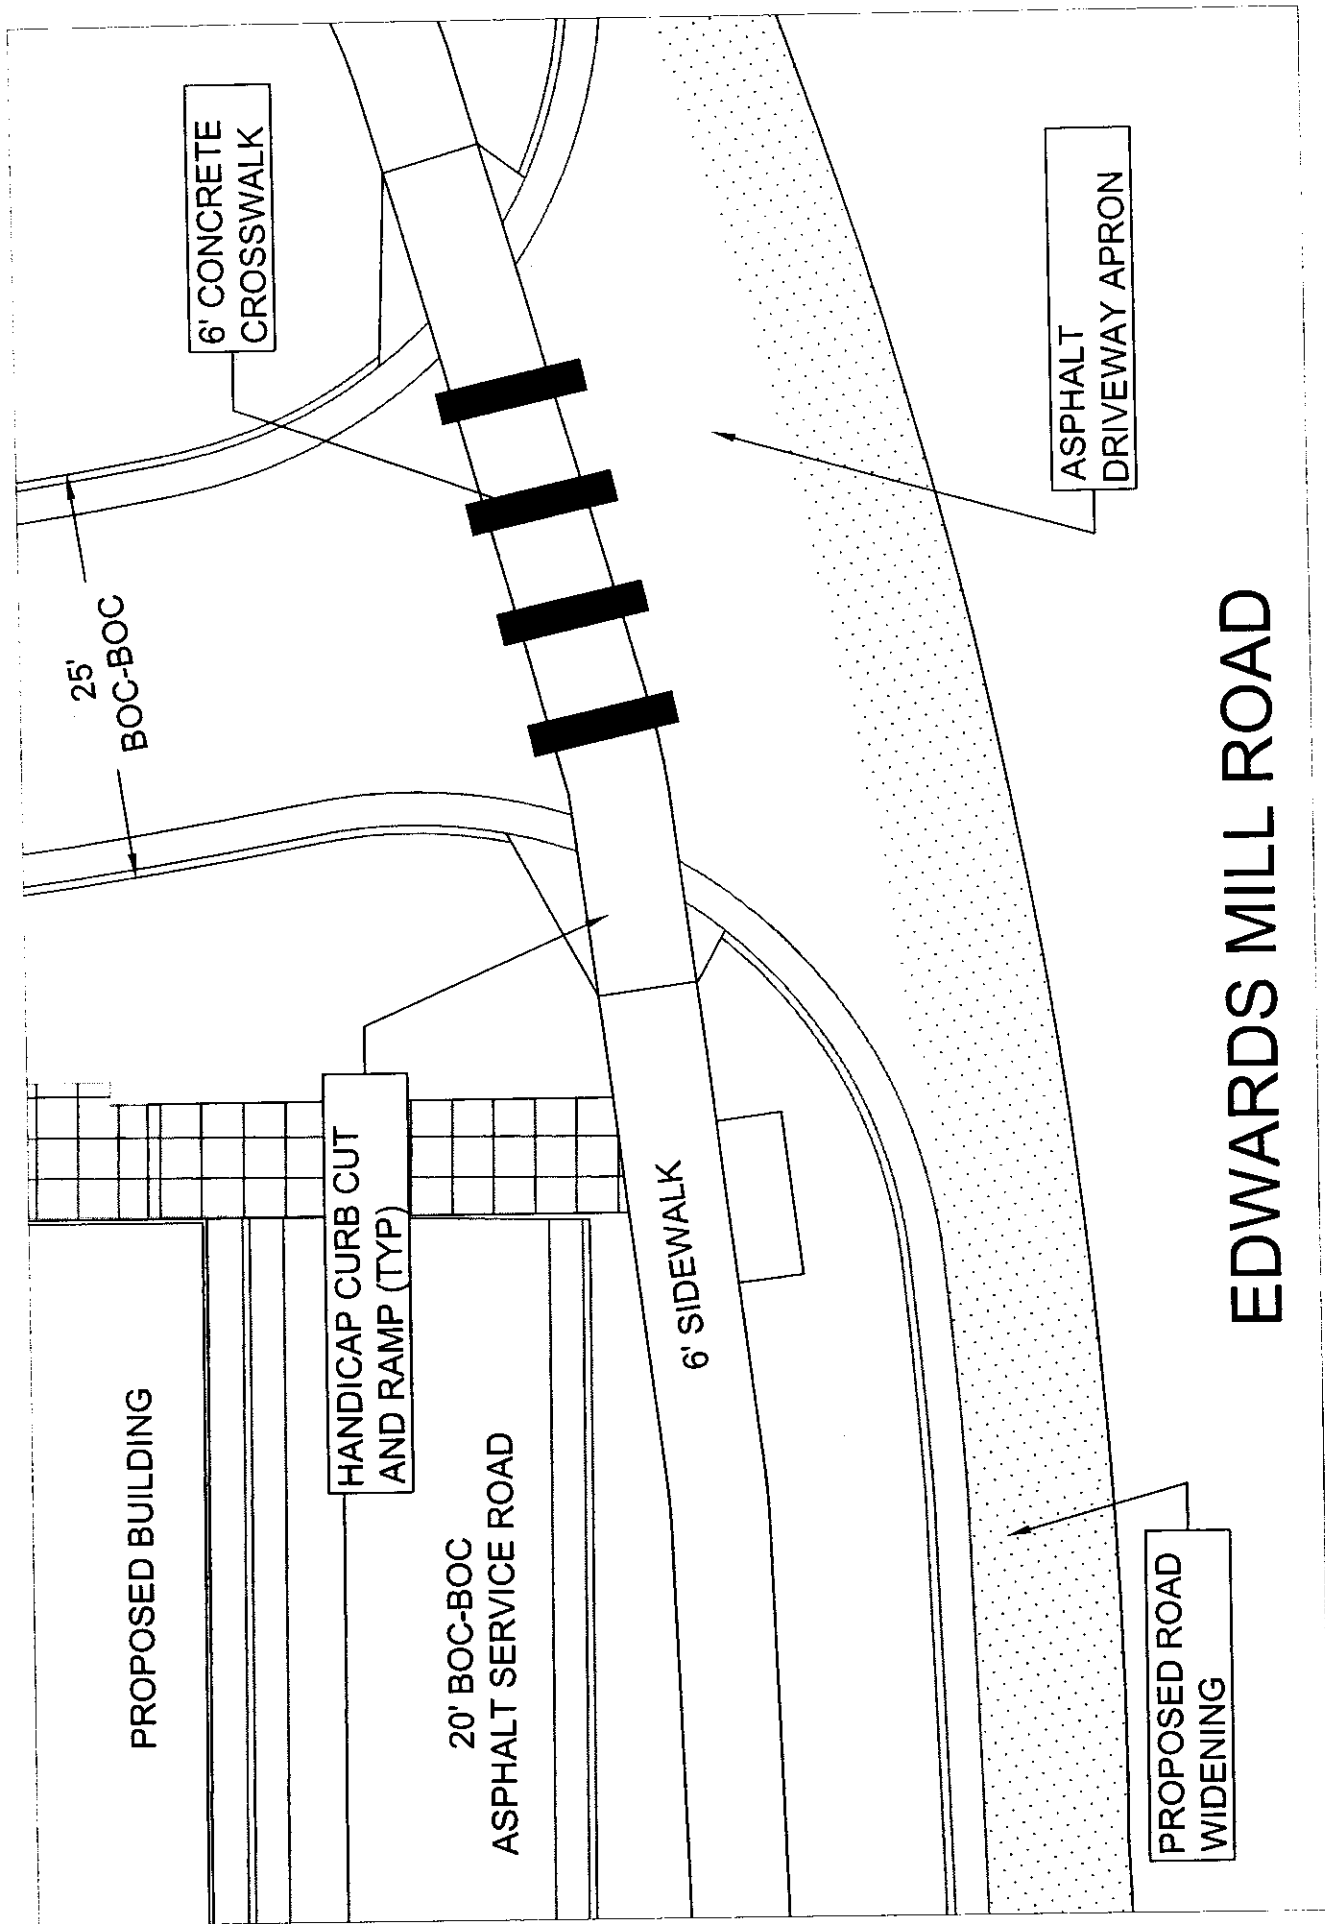 PROPOSED BUILDING
25'
BOC-BOC
6' CONCRETE
CROSSWALK
HANDICAP CURB CUT
AND RAMP (TYP)
20' BOC-BOC
ASPHALT SERVICE ROAD
6' SIDEWALK
ASPHALT
DRIVEWAY APRON
PROPOSED ROAD
WIDENING
EDWARDS MILL ROAD